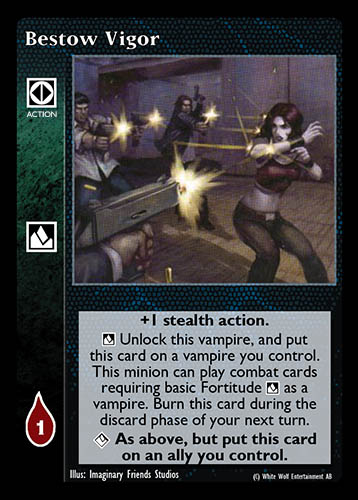 Bestow Vigor
ACTION
+1 stealth action.
Unlock this vampire, and put
this card on a vampire you control.
This minion can play combat cards
requiring basic Fortitude as a
vampire. Burn this card during the
discard phase of your next turn.
As above, but put this card
on an ally you control.
1
Illus: Imaginary Friends Studios
(C) White Wolf Entertainment AB